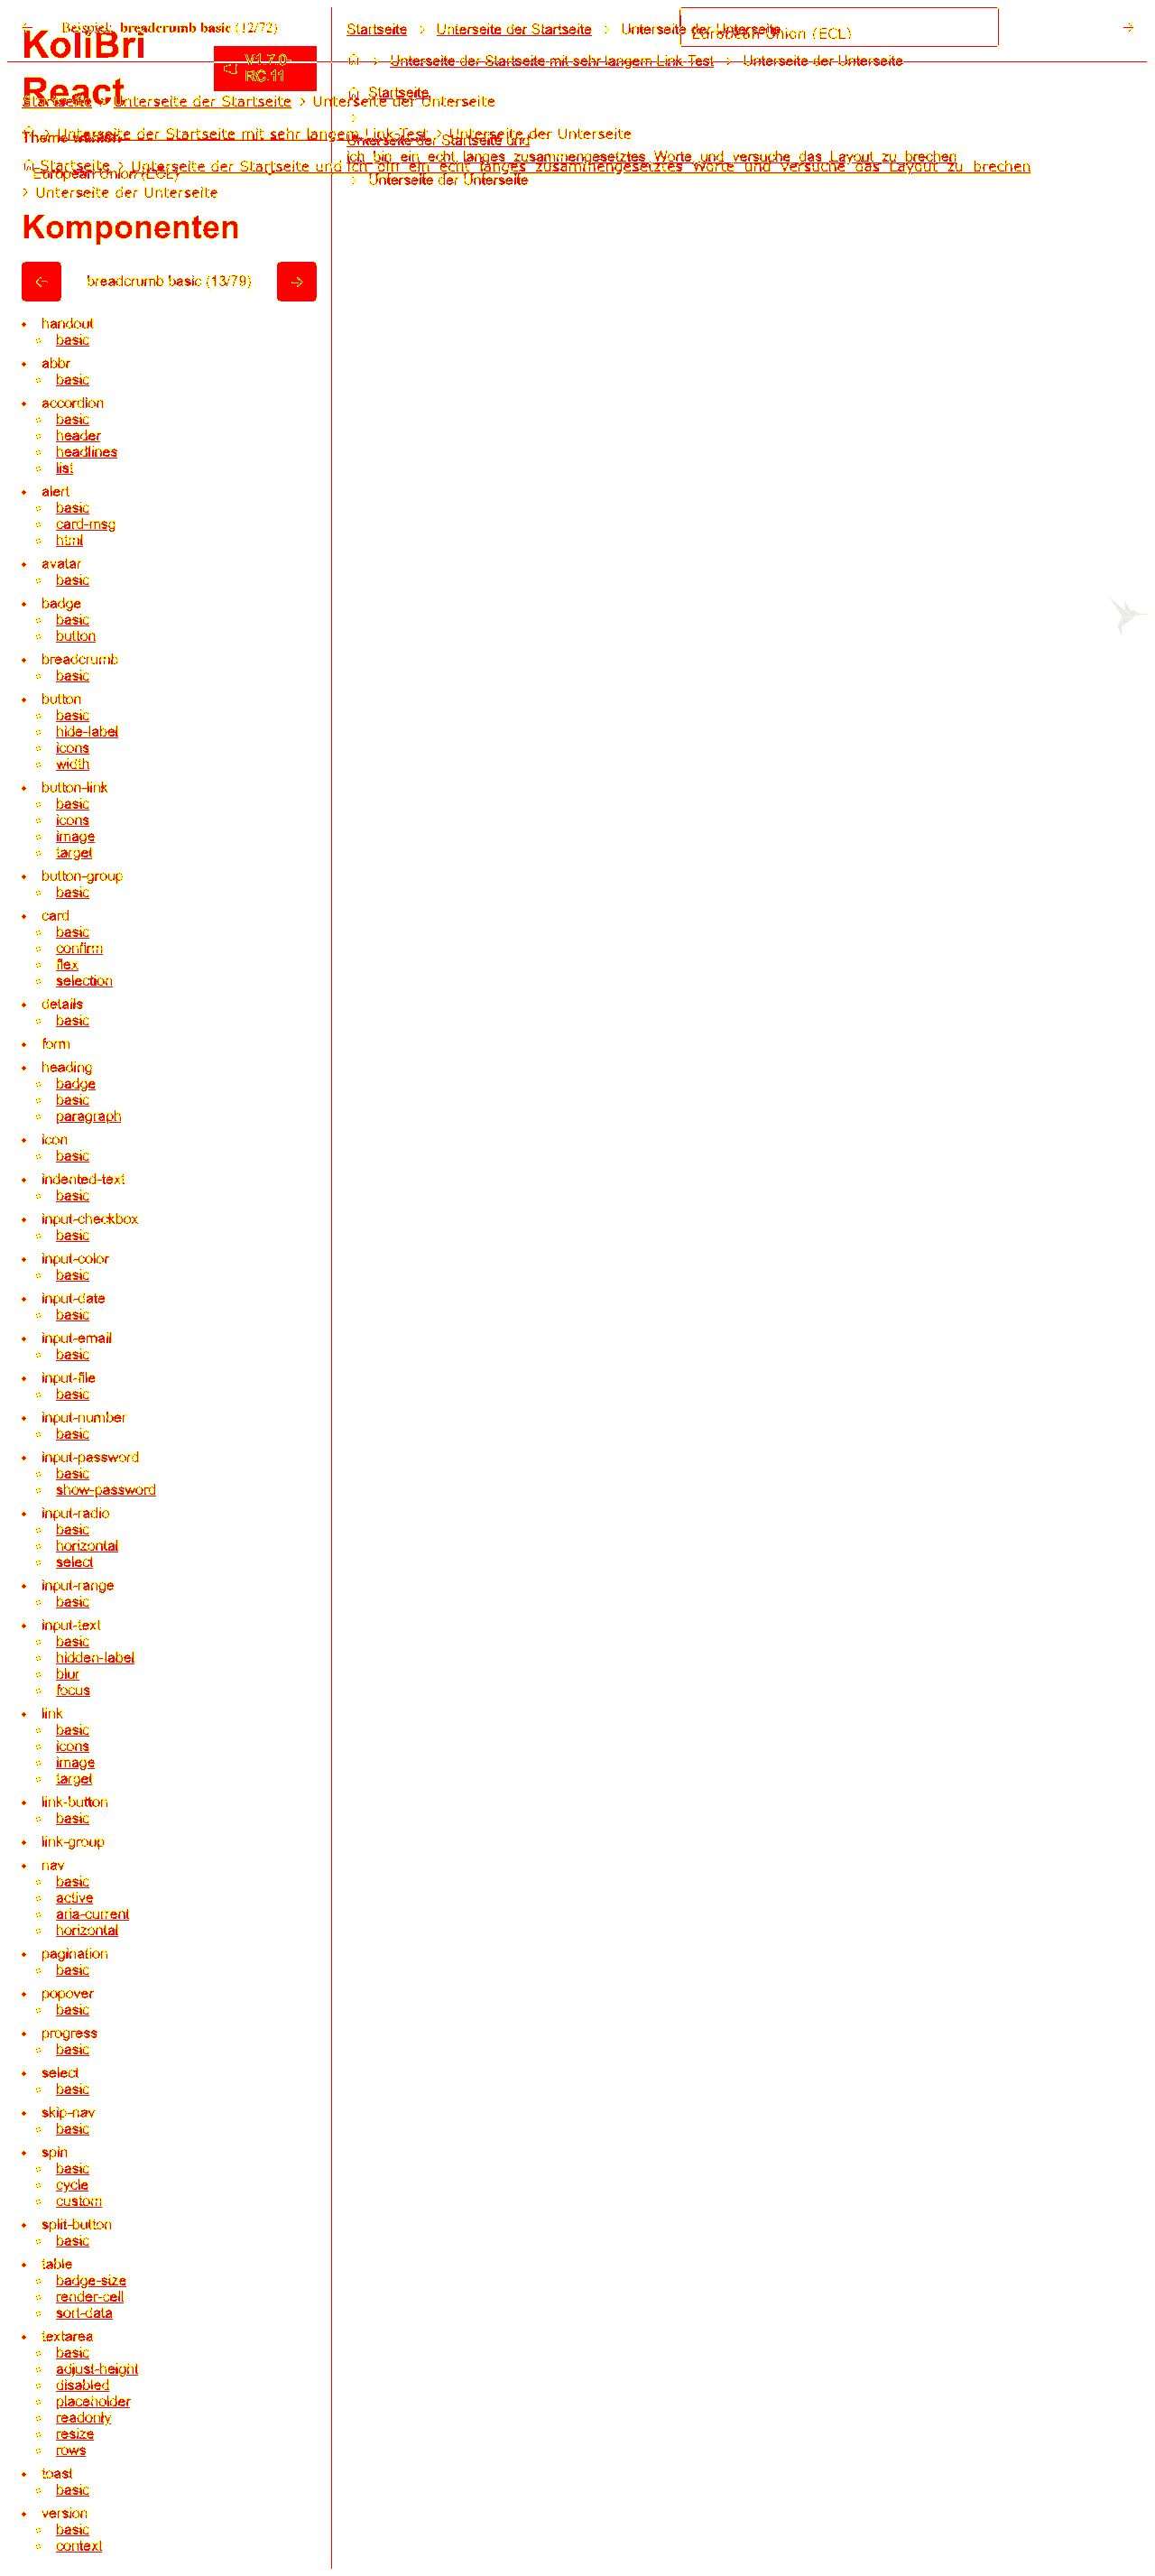 Beispiel: breadcrumb basic (12/72)
KoliBri
React
V1.7.0-
RC.11
Startseite > Unterseite der Startseite > Unterseite der Unterseite
European Union (ECL)
> Unterseite der Startseite mit sehr langem Link-Test > Unterseite der Unterseite
Startseite > Unterseite der Startseite > Unterseite der Unterseite
Startseite
Theme wählen
> Unterseite der Startseite mit sehr langem Link-Test > Unterseite der Unterseite
>
Unterseite der Startseite und
ich bin ein echt langes zusammengesetztes Worte und versuche das Layout zu brechen
Startseite > Unterseite der Startseite und ich bin ein echt langes zusammengesetztes Worte und versuche das Layout zu brechen
European Union (ECL)
> Unterseite der Unterseite
> Unterseite der Unterseite
Komponenten
breadcrumb basic (13/79)
handout
basic
abbr
basic
accordion
basic
header
headlines
list
alert
basic
card-msg
html
avatar
basic
badge
basic
button
breadcrumb
basic
button
basic
hide-label
icons
width
button-link
basic
icons
image
target
button-group
basic
card
basic
confirm
flex
selection
details
basic
form
heading
badge
basic
paragraph
icon
basic
indented-text
basic
input-checkbox
basic
input-color
basic
input-date
basic
input-email
basic
input-file
basic
input-number
basic
input-password
basic
show-password
input-radio
basic
horizontal
select
input-range
basic
input-text
basic
hidden-label
blur
focus
link
basic
icons
image
target
link-button
basic
link-group
nav
basic
active
aria-current
horizontal
pagination
basic
popover
basic
progress
basic
select
basic
skip-nav
basic
spin
basic
cycle
custom
split-button
basic
table
badge-size
render-cell
sort-data
textarea
basic
adjust-height
disabled
placeholder
readonly
resize
rows
toast
basic
version
basic
context